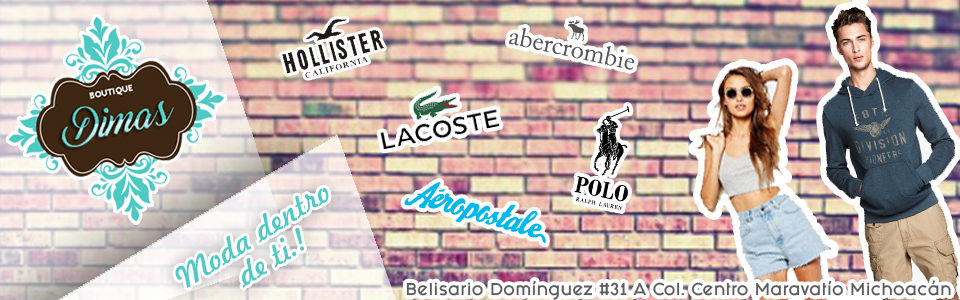 BOUTIQUE
Dimas
Moda dentro
de ti.!
HOLLISTER
CALIFORNIA
abercrombie
LACOSTE
POLO
RALPH LAUREN
Aéropostale
DIVISION
Belisario Domínguez #31 A Col. Centro Maravatío Michoacán